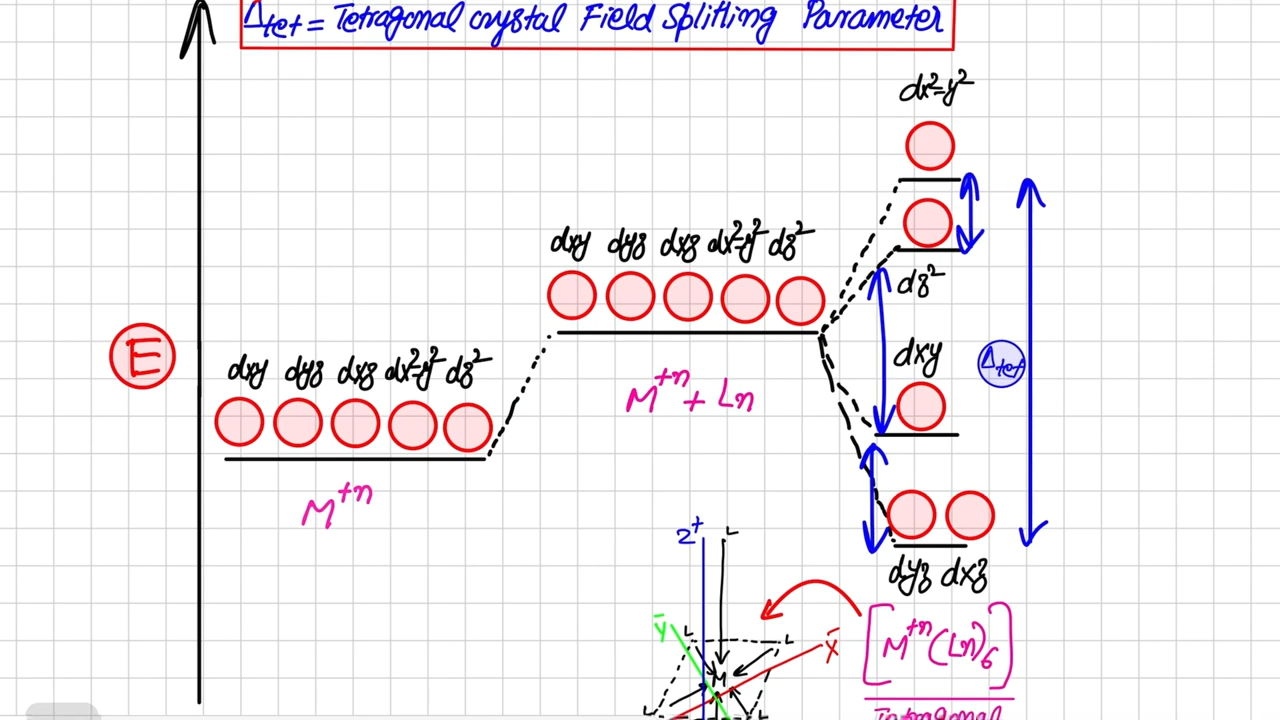 Δtet = Tetragonal crystal Field Splitting Parameter
dx²-y²
dxy dyz dxz dx²-y² dz²
dz²
E
dxy dyz dxz dx²-y² dz²
dxy
Δtet
M⁺ⁿ + Ln
M⁺ⁿ
Z⁺ L
dyz dxz
Y̅ L L X̅
M
L L
[M⁺ⁿ(Ln)₆]
Tetragonal